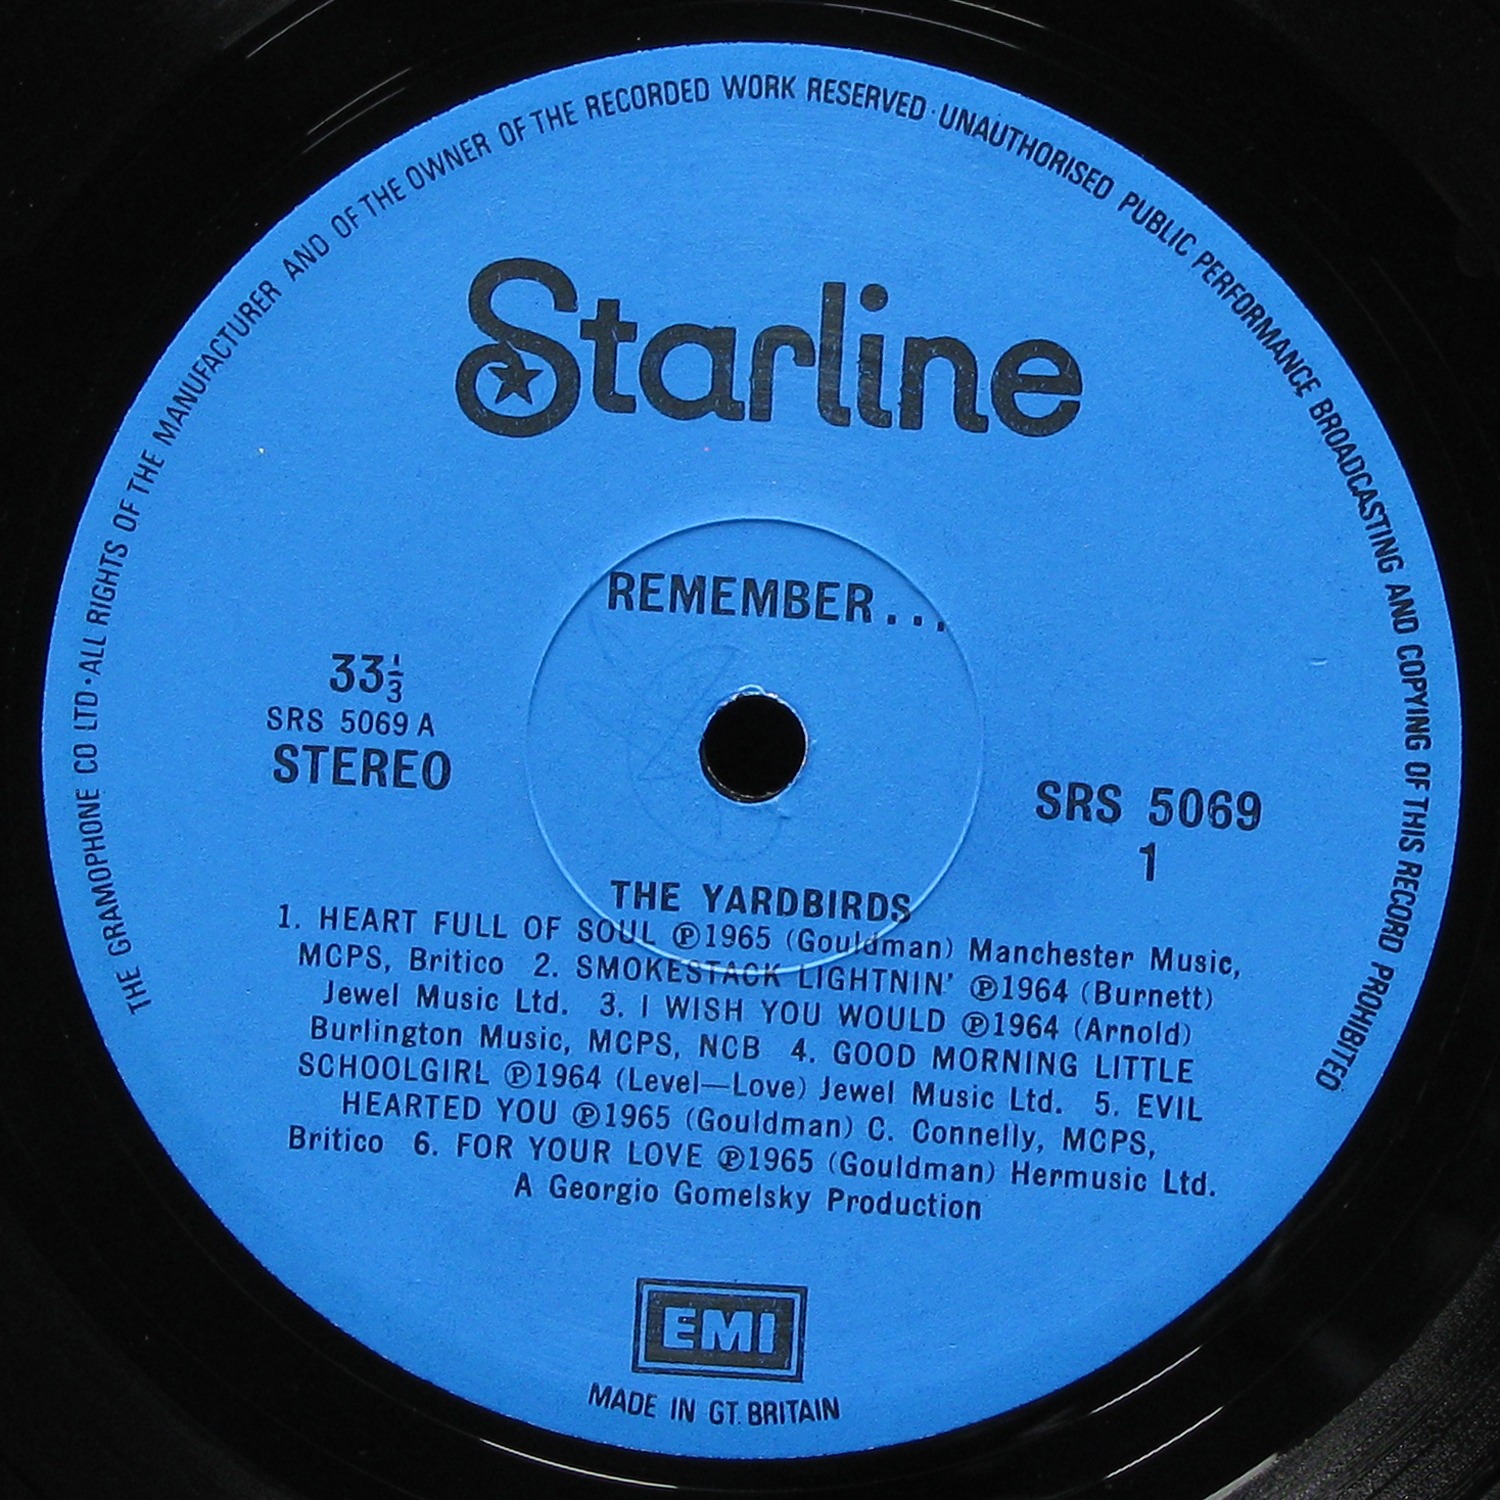 THE GRAMOPHONE CO LTD · ALL RIGHTS OF THE MANUFACTURER AND OF THE OWNER OF THE RECORDED WORK RESERVED · UNAUTHORISED PUBLIC PERFORMANCE BROADCASTING AND COPYING OF THIS RECORD PROHIBITED
Starline
REMEMBER...
33⅓
SRS 5069 A
STEREO
SRS 5069
1
THE YARDBIRDS
1. HEART FULL OF SOUL ℗1965 (Gouldman) Manchester Music,
MCPS, Britico 2. SMOKESTACK LIGHTNIN' ℗1964 (Burnett)
Jewel Music Ltd. 3. I WISH YOU WOULD ℗1964 (Arnold)
Burlington Music, MCPS, NCB 4. GOOD MORNING LITTLE
SCHOOLGIRL ℗1964 (Level—Love) Jewel Music Ltd. 5. EVIL
HEARTED YOU ℗1965 (Gouldman) C. Connelly, MCPS,
Britico 6. FOR YOUR LOVE ℗1965 (Gouldman) Hermusic Ltd.
A Georgio Gomelsky Production
EMI
MADE IN GT. BRITAIN